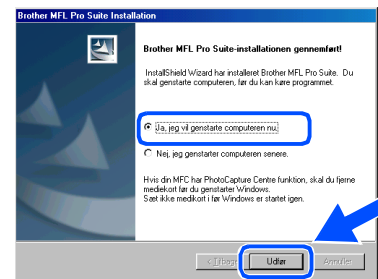 Brother MFL Pro Suite Installation
Brother MFL Pro Suite-installationen gennemført!
InstallShield Wizard har installeret Brother MFL Pro Suite. Du
skal genstarte computeren, før du kan køre programmet.
Ja, jeg vil genstarte computeren nu.
Nej, jeg genstarter computeren senere.
Hvis din MFC har PhotoCapture Centre funktion, skal du fjerne
mediekort før du genstarter Windows.
Sæt ikke mediekort i før Windows er startet igen.
< Tilbage Udfør Annuller